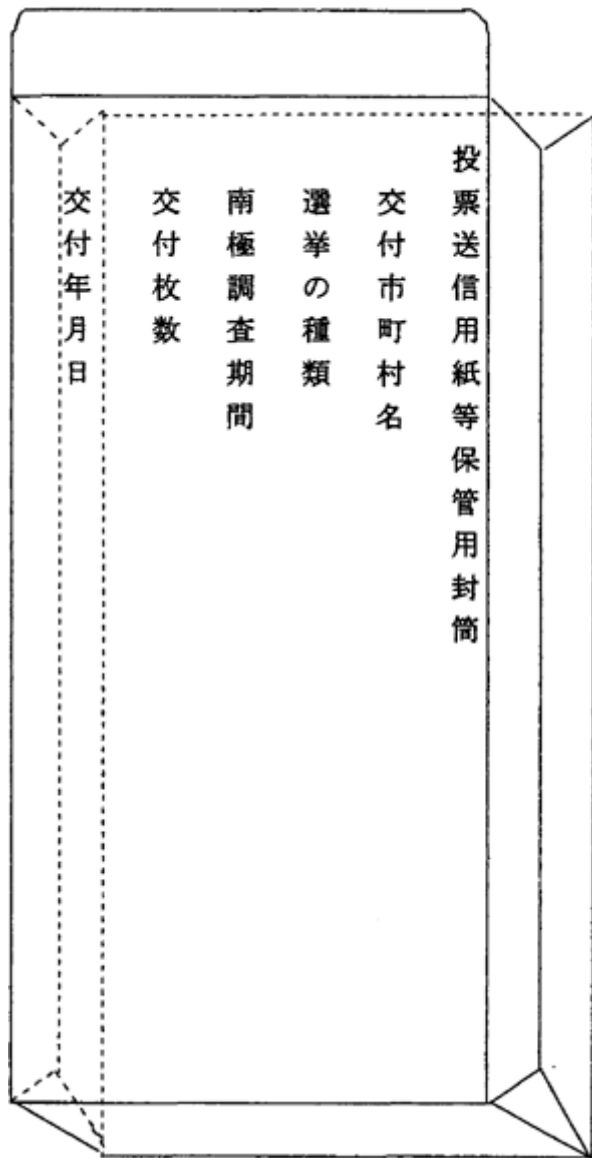 投票送信用紙等保管用封筒
交付市町村名
選挙の種類
南極調査期間
交付枚数
交付年月日